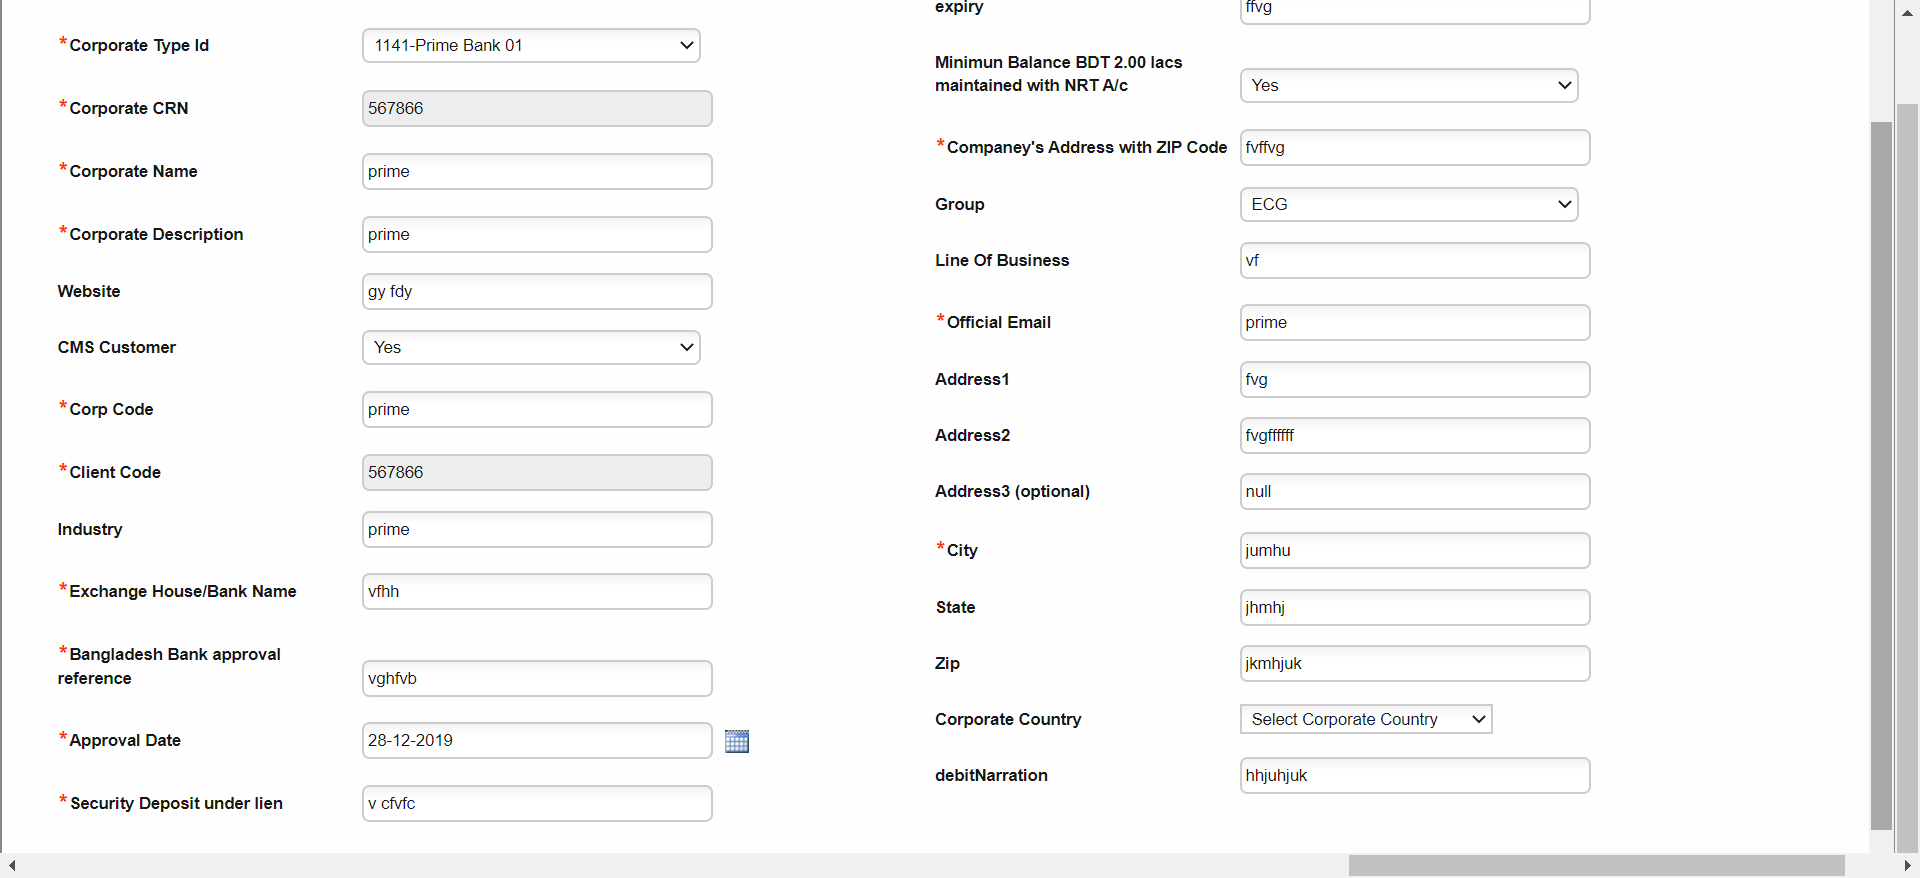 *Corporate Type Id 1141-Prime Bank 01
*Corporate CRN 567866
*Corporate Name prime
*Corporate Description prime
Website gy fdy
CMS Customer Yes
*Corp Code prime
*Client Code 567866
Industry prime
*Exchange House/Bank Name vfhh
*Bangladesh Bank approval
reference vghfvb
*Approval Date 28-12-2019
*Security Deposit under lien v cfvfc
expiry ffvg
Minimun Balance BDT 2.00 lacs
maintained with NRT A/c Yes
*Companey's Address with ZIP Code fvffvg
Group ECG
Line Of Business vf
*Official Email prime
Address1 fvg
Address2 fvgffffff
Address3 (optional) null
*City jumhu
State jhmhj
Zip jkmhjuk
Corporate Country Select Corporate Country
debitNarration hhjuhjuk